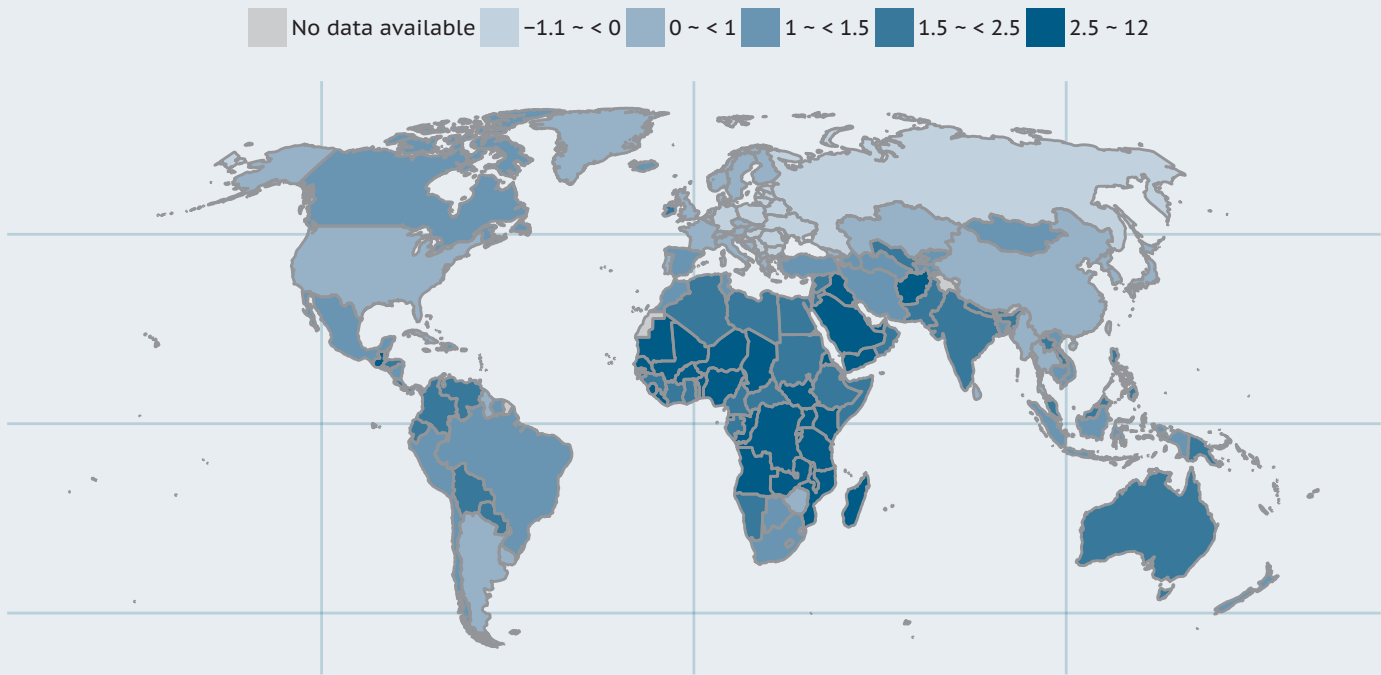 No data available −1.1 ~ < 0 0 ~ < 1 1 ~ < 1.5 1.5 ~ < 2.5 2.5 ~ 12